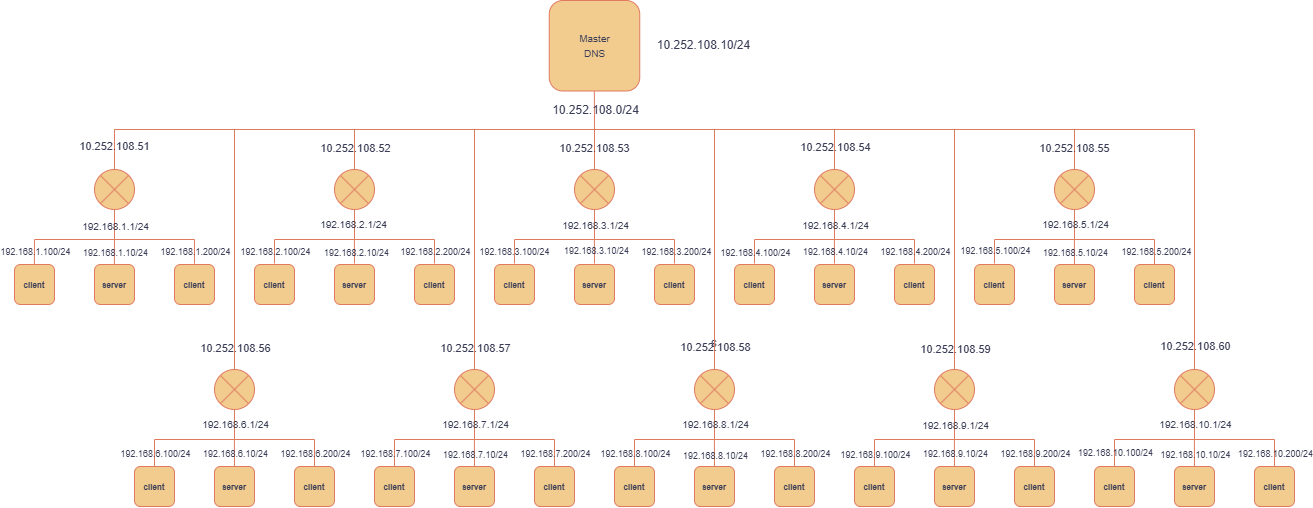 Master
DNS
10.252.108.10/24
10.252.108.0/24
10.252.108.51
10.252.108.52
10.252.108.53
10.252.108.54
10.252.108.55
192.168.1.1/24
192.168.2.1/24
192.168.3.1/24
192.168.4.1/24
192.168.5.1/24
192.168.1.100/24
192.168.1.10/24
192.168.1.200/24
192.168.2.100/24
192.168.2.10/24
192.168.2.200/24
192.168.3.100/24
192.168.3.10/24
192.168.3.200/24
192.168.4.100/24
192.168.4.10/24
192.168.4.200/24
192.168.5.100/24
192.168.5.10/24
192.168.5.200/24
client
server
client
client
server
client
client
server
client
client
server
client
client
server
client
10.252.108.56
10.252.108.57
10.252.108.58
10.252.108.59
10.252.108.60
192.168.6.1/24
192.168.7.1/24
192.168.8.1/24
192.168.9.1/24
192.168.10.1/24
192.168.6.100/24
192.168.6.10/24
192.168.6.200/24
192.168.7.100/24
192.168.7.10/24
192.168.7.200/24
192.168.8.100/24
192.168.8.10/24
192.168.8.200/24
192.168.9.100/24
192.168.9.10/24
192.168.9.200/24
192.168.10.100/24
192.168.10.10/24
192.168.10.200/24
client
server
client
client
server
client
client
server
client
client
server
client
client
server
client